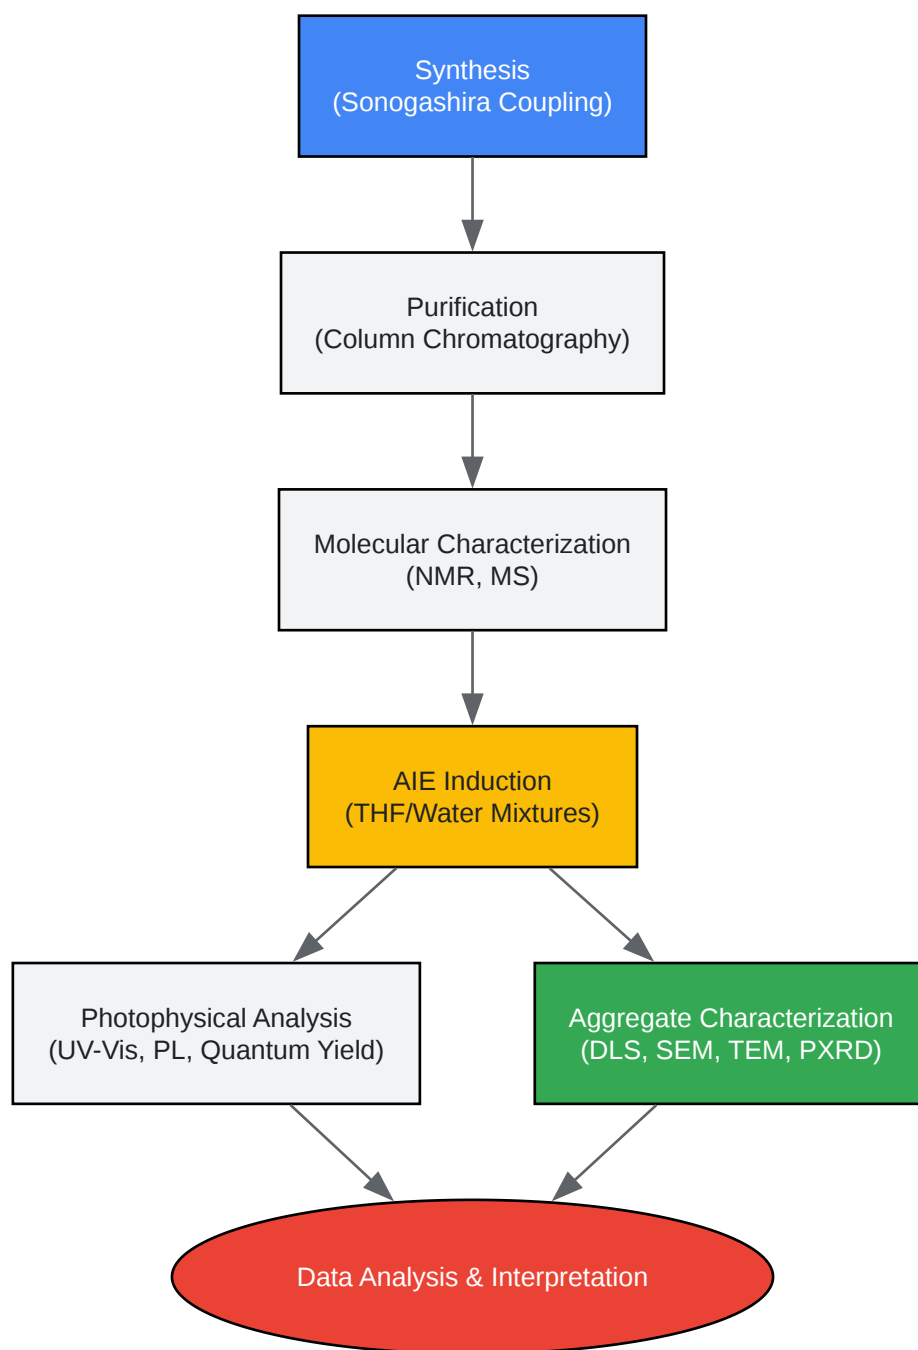 Synthesis
(Sonogashira Coupling)
Purification
(Column Chromatography)
Molecular Characterization
(NMR, MS)
AIE Induction
(THF/Water Mixtures)
Photophysical Analysis
(UV-Vis, PL, Quantum Yield)
Aggregate Characterization
(DLS, SEM, TEM, PXRD)
Data Analysis & Interpretation